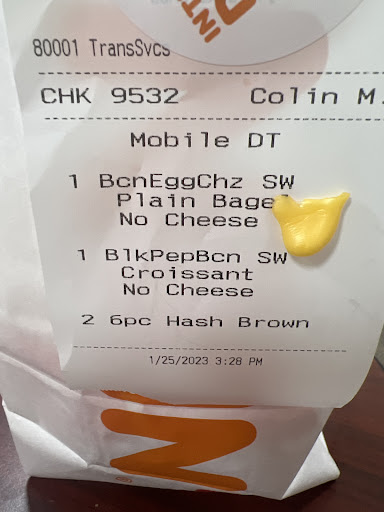 80001 TransSvcs
CHK 9532 Colin M.
Mobile DT
1 BcnEggChz SW
Plain Bagel
No Cheese
1 BlkPepBcn SW
Croissant
No Cheese
2 6pc Hash Brown
1/25/2023 3:28 PM